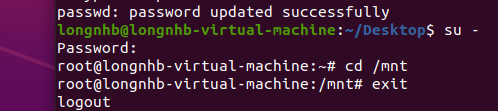 passwd: password updated successfully
longnhb@longnhb-virtual-machine:~/Desktop$ su -
Password:
root@longnhb-virtual-machine:~# cd /mnt
root@longnhb-virtual-machine:/mnt# exit
logout